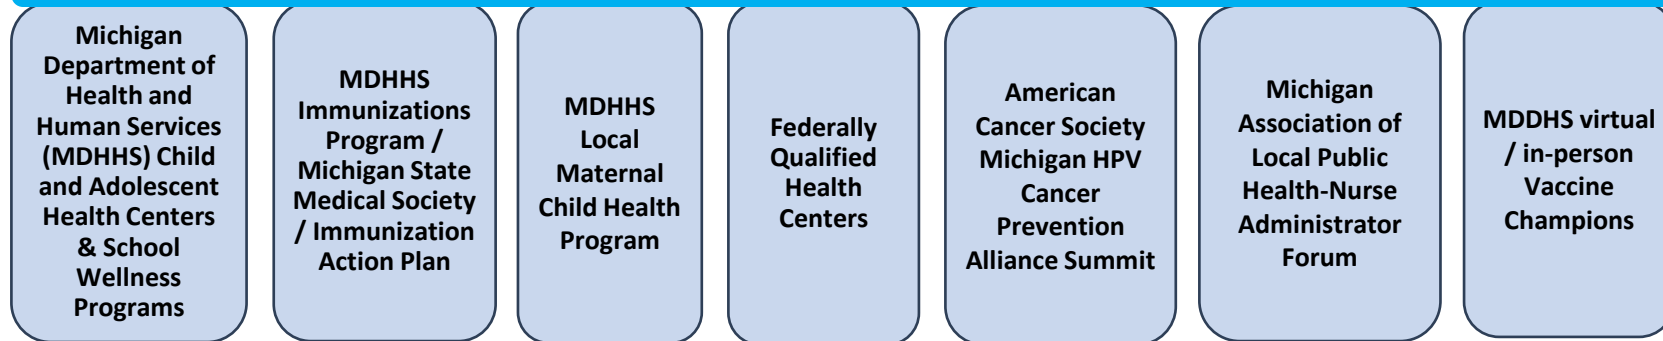 Michigan
Department of
Health and
Human Services
(MDHHS) Child
and Adolescent
Health Centers
& School
Wellness
Programs
MDHHS
Immunizations
Program /
Michigan State
Medical Society
/ Immunization
Action Plan
MDHHS
Local
Maternal
Child Health
Program
Federally
Qualified
Health
Centers
American
Cancer Society
Michigan HPV
Cancer
Prevention
Alliance Summit
Michigan
Association of
Local Public
Health-Nurse
Administrator
Forum
MDDHS virtual
/ in-person
Vaccine
Champions